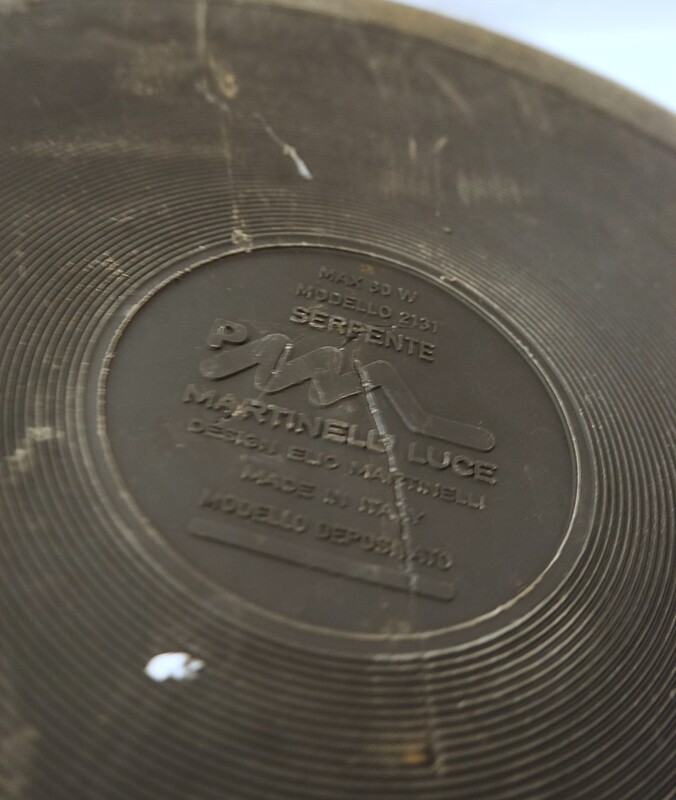 MAX 60 W
MODELLO 2131
SERPENTE
P
MARTINELLI LUCE
DESIGN ELIO MARTINELLI
MADE IN ITALY
MODELLO DEPOSITATO